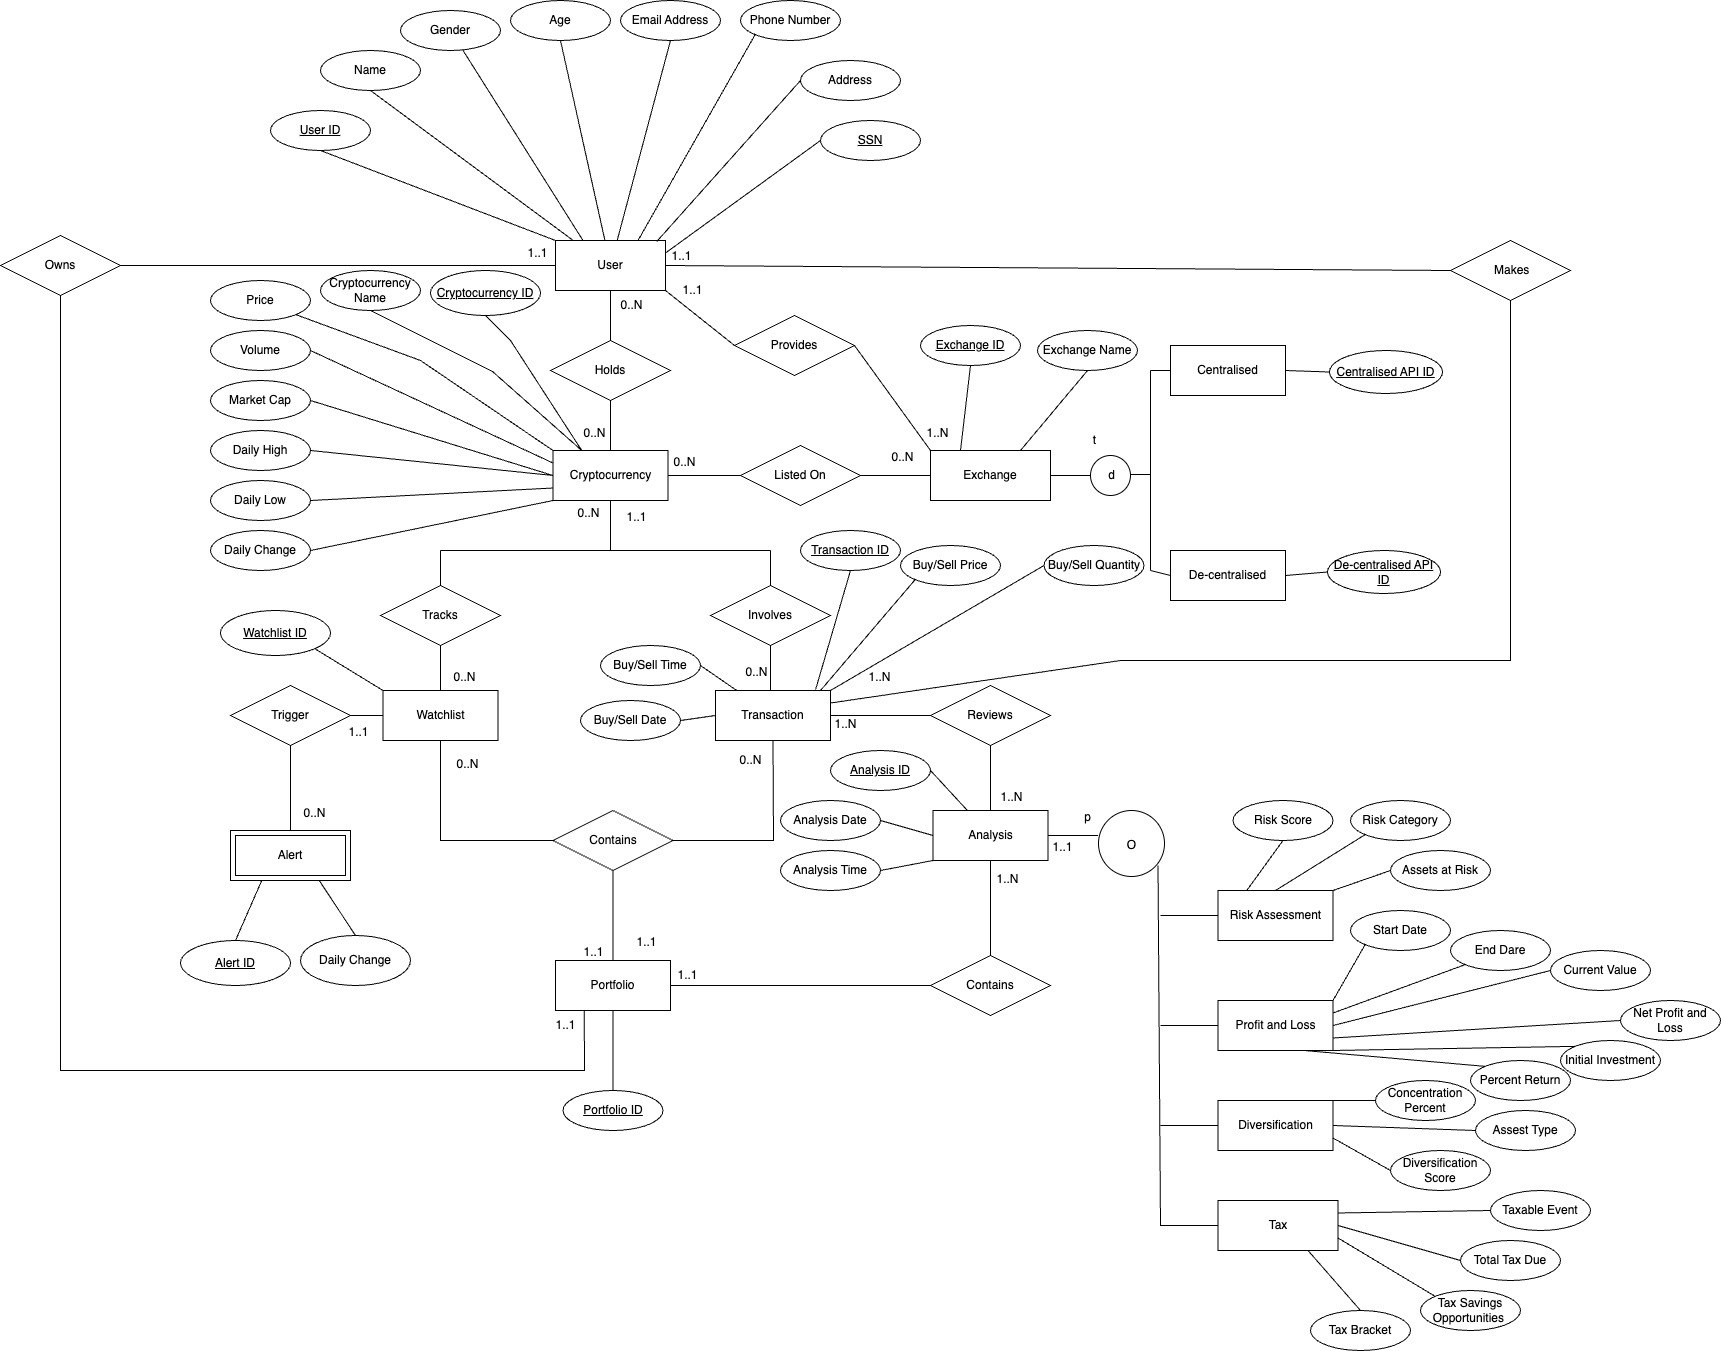 Age
Email Address
Phone Number
Gender
Name
Address
User ID
SSN
1..1
User
1..1
Owns
Makes
Cryptocurrency
Name
Cryptocurrency ID
Price
0..N
1..1
Volume
Holds
Provides
Exchange ID
Exchange Name
Centralised
Centralised API ID
Market Cap
0..N
1..N
Daily High
0..N
0..N
t
Cryptocurrency
Listed On
Exchange
d
Daily Low
0..N
1..1
Daily Change
Transaction ID
Buy/Sell Price
Buy/Sell Quantity
De-centralised
De-centralised API
ID
Tracks
Involves
Watchlist ID
Buy/Sell Time
0..N
0..N
1..N
Trigger
Watchlist
Buy/Sell Date
Transaction
1..N
Reviews
1..1
0..N
0..N
Analysis ID
1..N
0..N
Analysis Date
Analysis
p
1..1
O
Risk Score
Risk Category
Contains
Alert
Analysis Time
1..N
Assets at Risk
Risk Assessment
Start Date
1..1
1..1
End Dare
Alert ID
Daily Change
Current Value
Portfolio
1..1
Contains
1..1
Profit and Loss
Net Profit and
Loss
Initial Investment
Percent Return
Portfolio ID
Concentration
Percent
Diversification
Assest Type
Diversification
Score
Tax
Taxable Event
Total Tax Due
Tax Savings
Opportunities
Tax Bracket